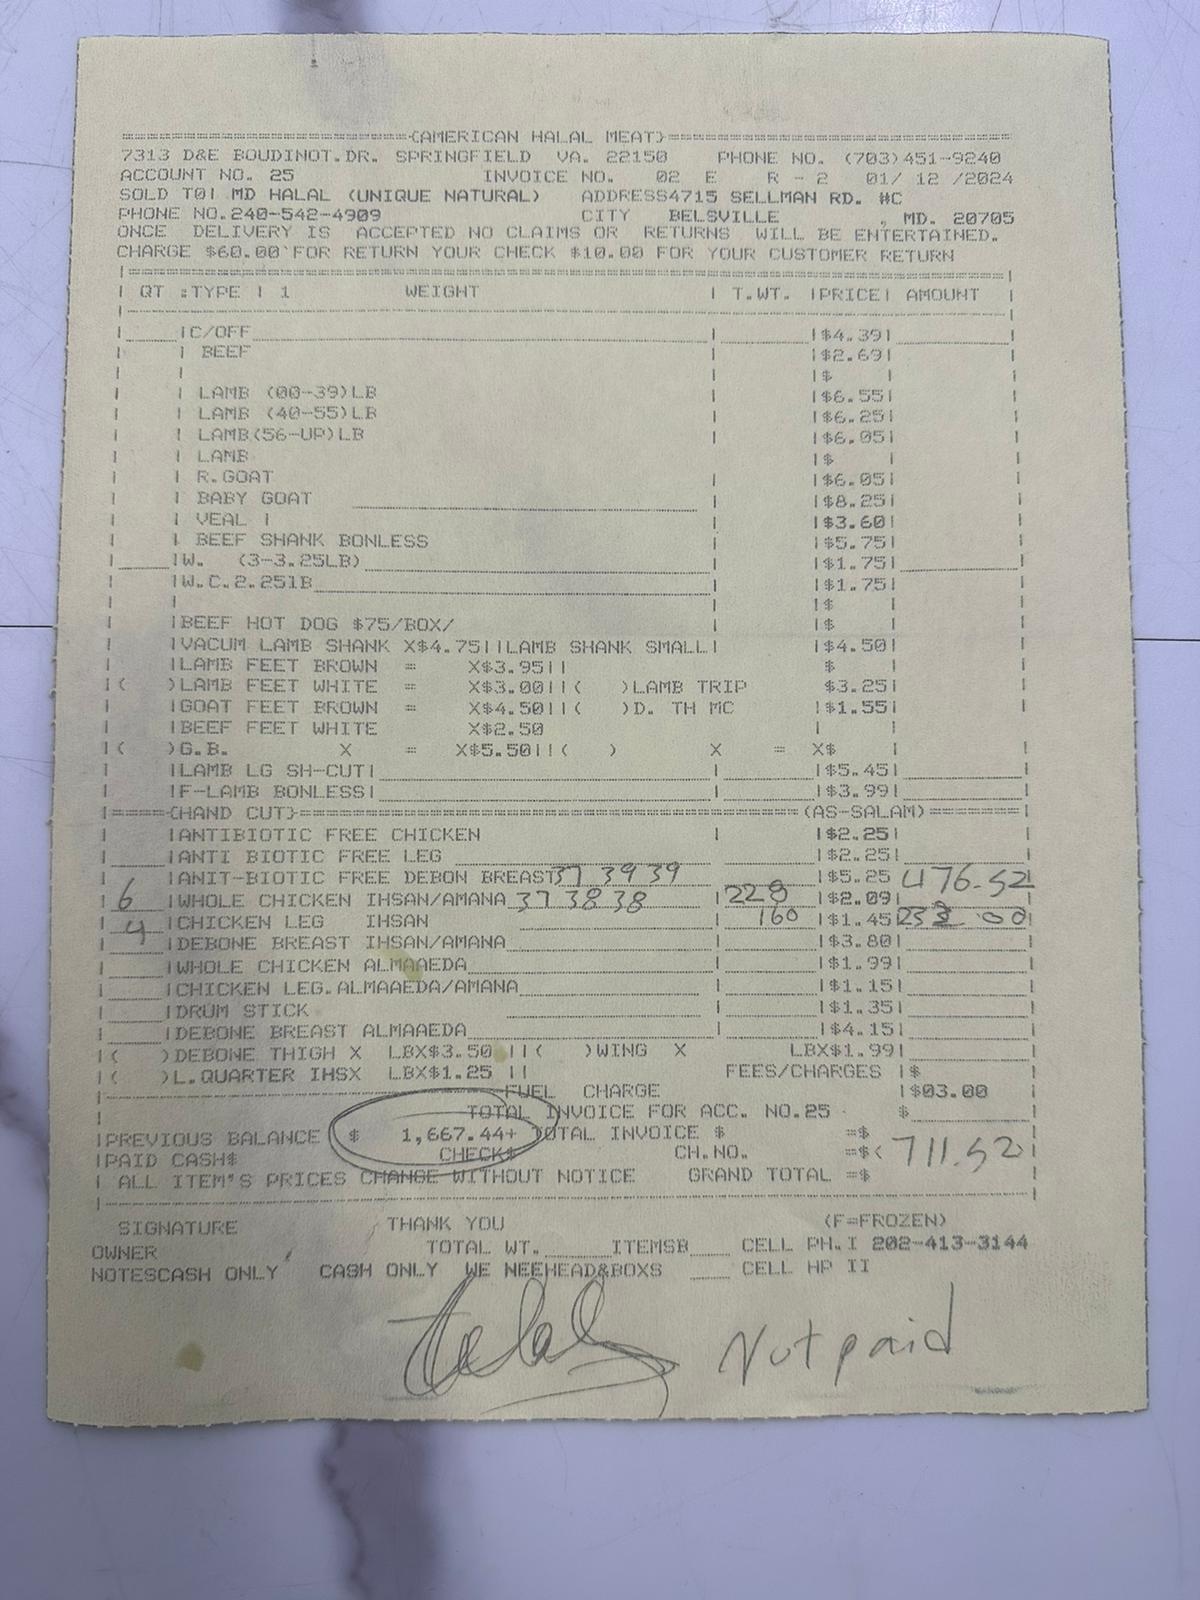 =(AMERICAN HALAL MEAT)=
7313 D&E BOUDINOT.DR. SPRINGFIELD VA. 22150 PHONE NO. (703)451-9240
ACCOUNT NO. 25 INVOICE NO. 02 E R - 2 01/ 12 /2024
SOLD TO: MD HALAL (UNIQUE NATURAL) ADDRESS4715 SELLMAN RD. #C
PHONE NO.240-542-4909 CITY BELSVILLE , MD. 20705
ONCE DELIVERY IS ACCEPTED NO CLAIMS OR RETURNS WILL BE ENTERTAINED.
CHARGE $60.00 FOR RETURN YOUR CHECK $10.00 FOR YOUR CUSTOMER RETURN
QT :TYPE | 1 WEIGHT | T.WT. |PRICE| AMOUNT
|C/OFF |$4.39|
| BEEF |$2.69|
|$ |
| LAMB (00-39)LB |$6.55|
| LAMB (40-55)LB |$6.25|
| LAMB(56-UP)LB |$6.05|
| LAMB |$ |
| R.GOAT |$6.05|
| BABY GOAT |$8.25|
| VEAL | |$3.60|
| BEEF SHANK BONLESS |$5.75|
|W. (3-3.25LB) |$1.75|
|W.C.2.25lB |$1.75|
|$ |
|BEEF HOT DOG $75/BOX/ |$ |
|VACUM LAMB SHANK X$4.75||LAMB SHANK SMALL| |$4.50|
|LAMB FEET BROWN = X$3.95|| $ |
|( )LAMB FEET WHITE = X$3.00||( )LAMB TRIP $3.25|
|GOAT FEET BROWN = X$4.50||( )D. TH MC |$1.55|
|BEEF FEET WHITE X$2.50 | |
|( )G.B. X = X$5.50||( ) X = X$
|LAMB LG SH-CUT| |$5.45|
|F-LAMB BONLESS| |$3.99|
|=====(HAND CUT)=====(AS-SALAM)=====|
|ANTIBIOTIC FREE CHICKEN |$2.25|
|ANTI BIOTIC FREE LEG |$2.25|
|ANIT-BIOTIC FREE DEBON BREAST 37 39 39 |$5.25 476.52
6 |WHOLE CHICKEN IHSAN/AMANA 37 38 38 |228 |$2.09|
4 |CHICKEN LEG IHSAN | 160 |$1.45| 232 00
|DEBONE BREAST IHSAN/AMANA |$3.80|
|WHOLE CHICKEN ALMAAEDA |$1.99|
|CHICKEN LEG.ALMAAEDA/AMANA |$1.15|
|DRUM STICK |$1.35|
|DEBONE BREAST ALMAAEDA |$4.15|
|( )DEBONE THIGH X LBX$3.50 ||( )WING X LBX$1.99|
|( )L.QUARTER IHSX LBX$1.25 || FEES/CHARGES |$
FUEL CHARGE |$03.00
TOTAL INVOICE FOR ACC. NO.25 $
|PREVIOUS BALANCE $ 1,667.44+ TOTAL INVOICE $ =$
|PAID CASH$ CHECK$ CH.NO. =$< 711.52
| ALL ITEM'S PRICES CHANGE WITHOUT NOTICE GRAND TOTAL =$
SIGNATURE THANK YOU (F=FROZEN)
OWNER TOTAL WT. ITEMSB CELL PH.I 202-413-3144
NOTESCASH ONLY CASH ONLY WE NEEHEAD&BOXS CELL HP II
Not paid